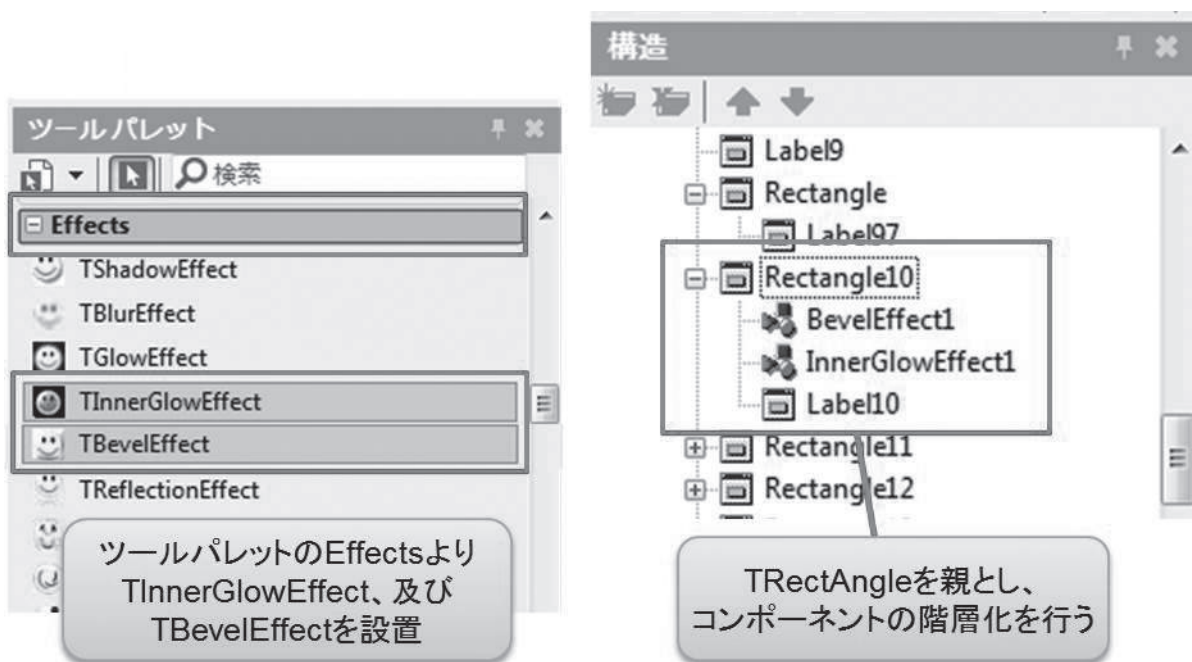 ツールパレット
検索
Effects
TShadowEffect
TBlurEffect
TGlowEffect
TInnerGlowEffect
TBevelEffect
TReflectionEffect
ツールパレットのEffectsより
TInnerGlowEffect、及び
TBevelEffectを設置
構造
Label9
Rectangle
Label97
Rectangle10
BevelEffect1
InnerGlowEffect1
Label10
Rectangle11
Rectangle12
TRectAngleを親とし、
コンポーネントの階層化を行う